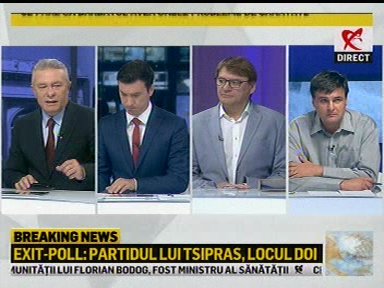 DIRECT
BREAKING NEWS
EXIT-POLL: PARTIDUL LUI TSIPRAS, LOCUL DOI
MUNITĂȚII LUI FLORIAN BODOG, FOST MINISTRU AL SĂNĂTĂȚII